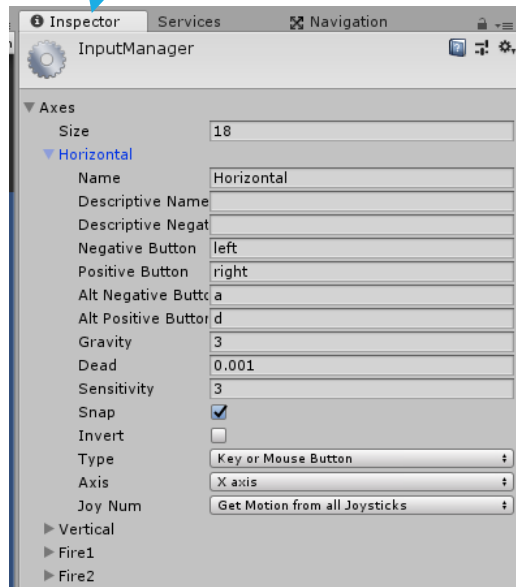 Inspector Services Navigation
InputManager
Axes
Size 18
Horizontal
Name Horizontal
Descriptive Name
Descriptive Negat
Negative Button left
Positive Button right
Alt Negative Butto a
Alt Positive Button d
Gravity 3
Dead 0.001
Sensitivity 3
Snap
Invert
Type Key or Mouse Button
Axis X axis
Joy Num Get Motion from all Joysticks
Vertical
Fire1
Fire2